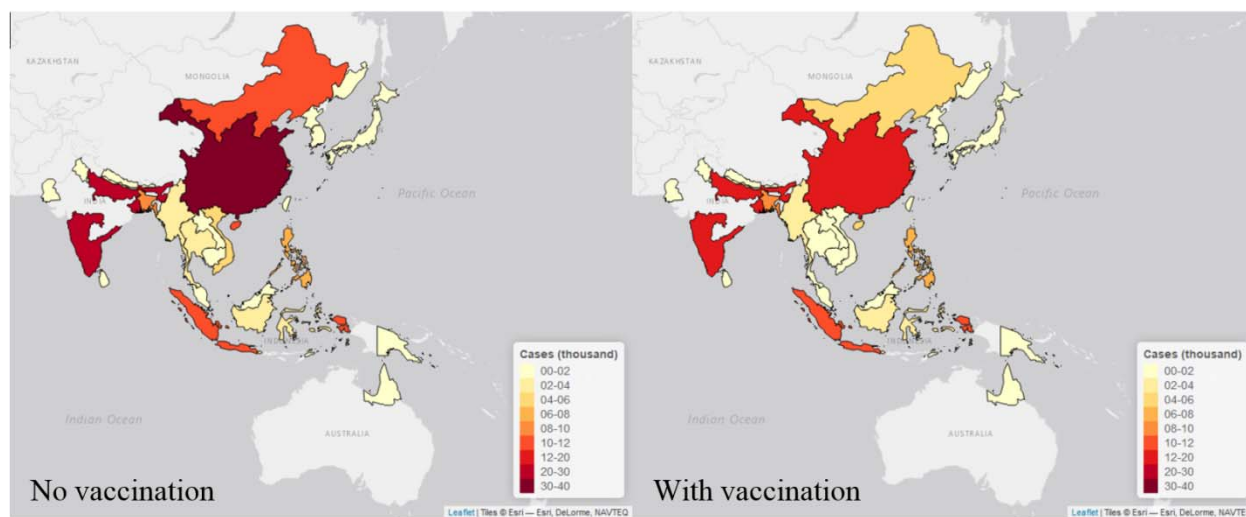 KAZAKHSTAN
MONGOLIA
INDIA
Pacific Ocean
INDONESIA
Indian Ocean
AUSTRALIA
Cases (thousand)
00-02
02-04
04-06
06-08
08-10
10-12
12-20
20-30
30-40
No vaccination
Leaflet | Tiles © Esri — Esri, DeLorme, NAVTEQ
KAZAKHSTAN
MONGOLIA
INDIA
Pacific Ocean
INDONESIA
Indian Ocean
AUSTRALIA
Cases (thousand)
00-02
02-04
04-06
06-08
08-10
10-12
12-20
20-30
30-40
With vaccination
Leaflet | Tiles © Esri — Esri, DeLorme, NAVTEQ